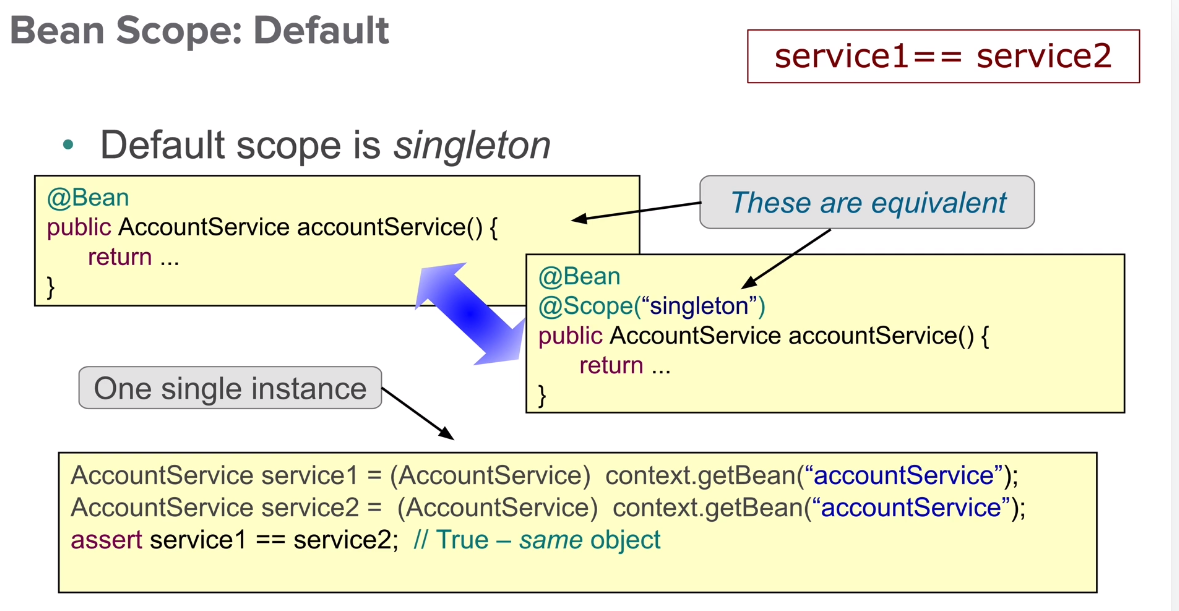 Bean Scope: Default
service1== service2
• Default scope is singleton
@Bean
public AccountService accountService() {
return ...
}
These are equivalent
@Bean
@Scope(“singleton”)
public AccountService accountService() {
return ...
}
One single instance
AccountService service1 = (AccountService) context.getBean(“accountService”);
AccountService service2 = (AccountService) context.getBean(“accountService”);
assert service1 == service2; // True – same object